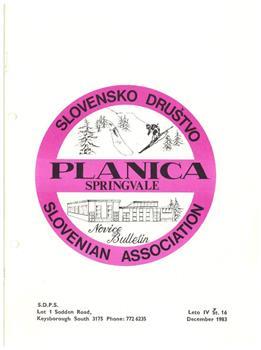 SLOVENSKO DRUŠTVO
PLANICA
SPRINGVALE
Novice
Bulletin
SLOVENIAN ASSOCIATION
S.D.P.S.
Lot 1 Soden Road,
Keysborough South 3175 Phone: 772 6235
Leto IV Št. 16
December 1983